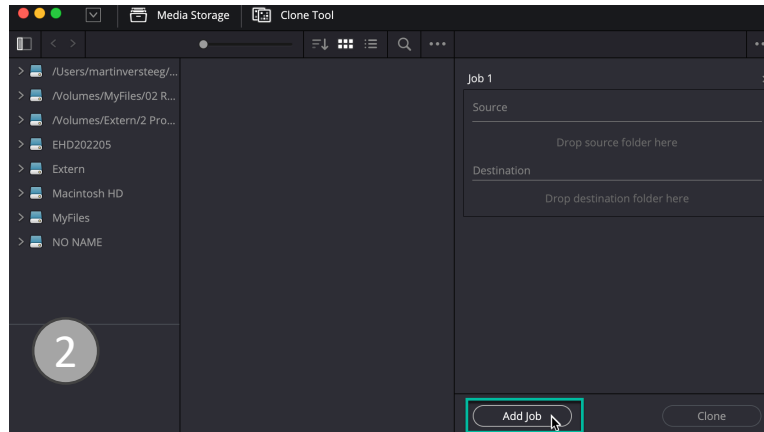 Media Storage Clone Tool
/Users/martinversteeg/...
/Volumes/MyFiles/02 R...
/Volumes/Extern/2 Pro...
EHD202205
Extern
Macintosh HD
MyFiles
NO NAME
2
Job 1
Source
Drop source folder here
Destination
Drop destination folder here
Add Job Clone